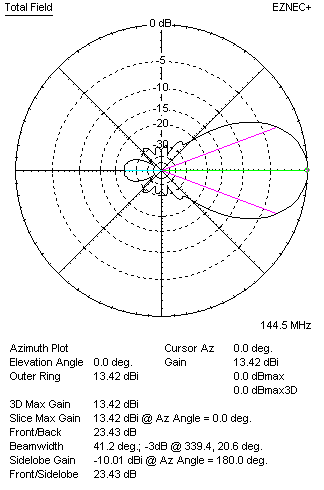 Total Field EZNEC+
0 dB
-5
-10
-15
-20
-30
144.5 MHz
Azimuth Plot Cursor Az 0.0 deg.
Elevation Angle 0.0 deg. Gain 13.42 dBi
Outer Ring 13.42 dBi 0.0 dBmax
0.0 dBmax3D
3D Max Gain 13.42 dBi
Slice Max Gain 13.42 dBi @ Az Angle = 0.0 deg.
Front/Back 23.43 dB
Beamwidth 41.2 deg.; -3dB @ 339.4, 20.6 deg.
Sidelobe Gain -10.01 dBi @ Az Angle = 180.0 deg.
Front/Sidelobe 23.43 dB